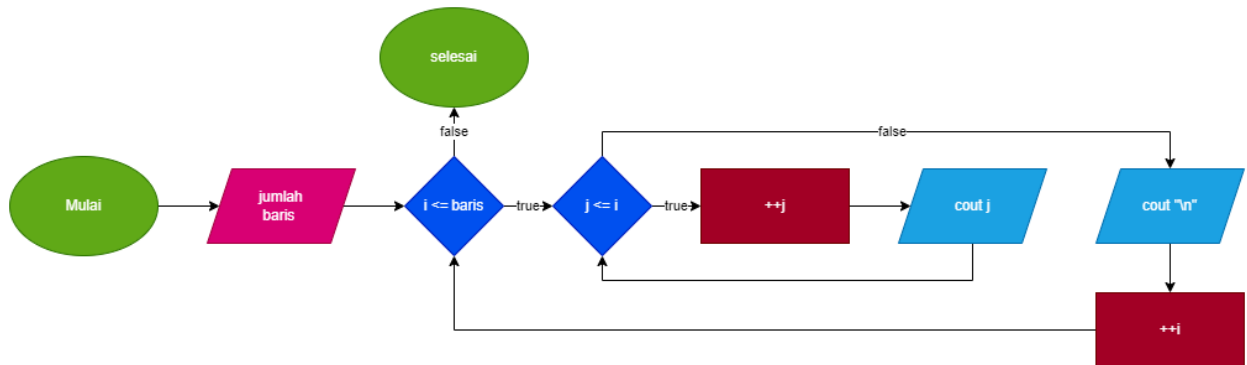 selesai
false
false
Mulai
jumlah
baris
i <= baris
true
j <= i
true
++j
cout j
cout "\n"
++i